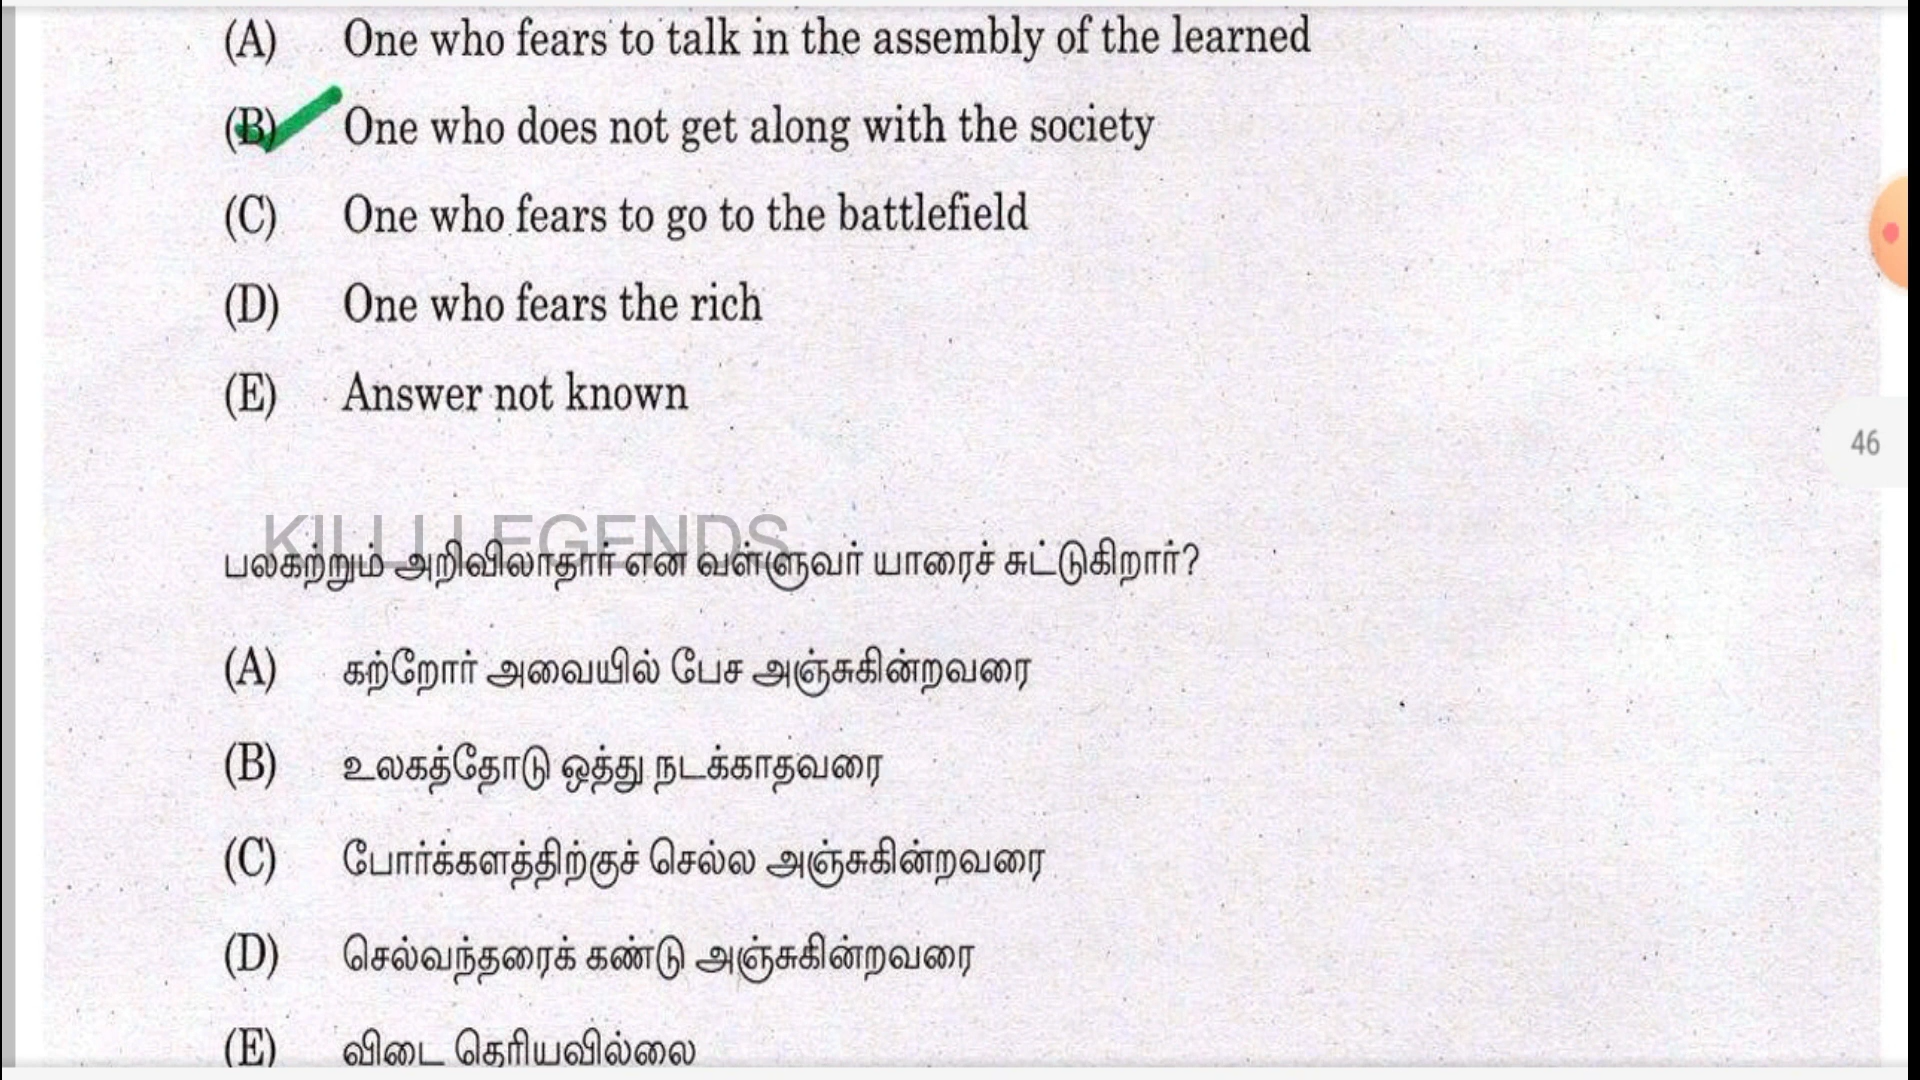 (A) One who fears to talk in the assembly of the learned
(B) One who does not get along with the society
(C) One who fears to go to the battlefield
(D) One who fears the rich
(E) Answer not known
46
KILLI LEGENDS
பலகற்றும் அறிவிலாதார் என வள்ளுவர் யாரைச் சுட்டுகிறார்?
(A) கற்றோர் அவையில் பேச அஞ்சுகின்றவரை
(B) உலகத்தோடு ஒத்து நடக்காதவரை
(C) போர்க்களத்திற்குச் செல்ல அஞ்சுகின்றவரை
(D) செல்வந்தரைக் கண்டு அஞ்சுகின்றவரை
(E) விடை தெரியவில்லை